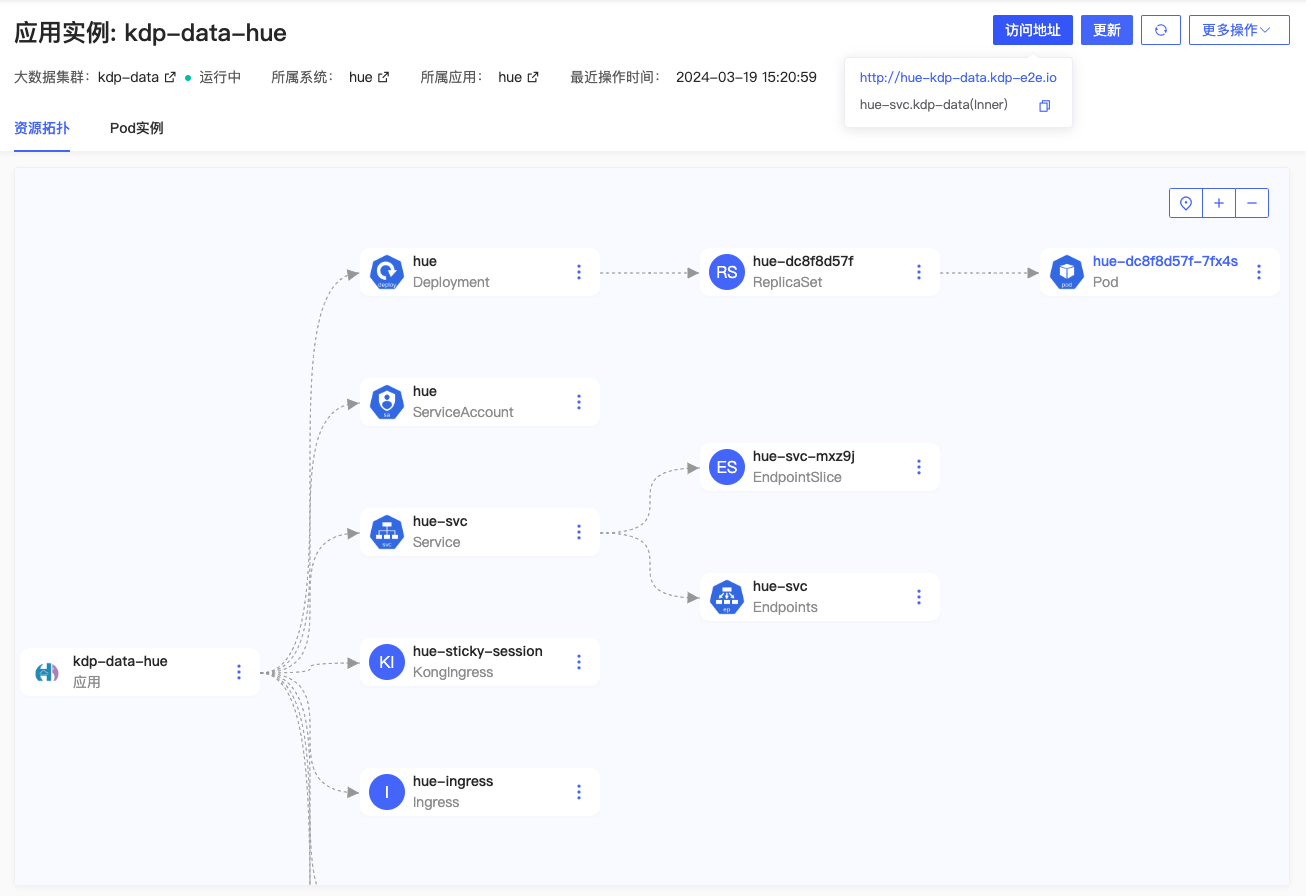 应用实例: kdp-data-hue
访问地址
更新
更多操作
大数据集群: kdp-data 运行中 所属系统: hue 所属应用: hue 最近操作时间: 2024-03-19 15:20:59
http://hue-kdp-data.kdp-e2e.io
hue-svc.kdp-data(Inner)
资源拓扑 Pod实例
hue
Deployment
deploy
RS
hue-dc8f8d57f
ReplicaSet
hue-dc8f8d57f-7fx4s
Pod
pod
hue
ServiceAccount
sa
ES
hue-svc-mxz9j
EndpointSlice
hue-svc
Service
svc
hue-svc
Endpoints
ep
kdp-data-hue
应用
KI
hue-sticky-session
KongIngress
I
hue-ingress
Ingress